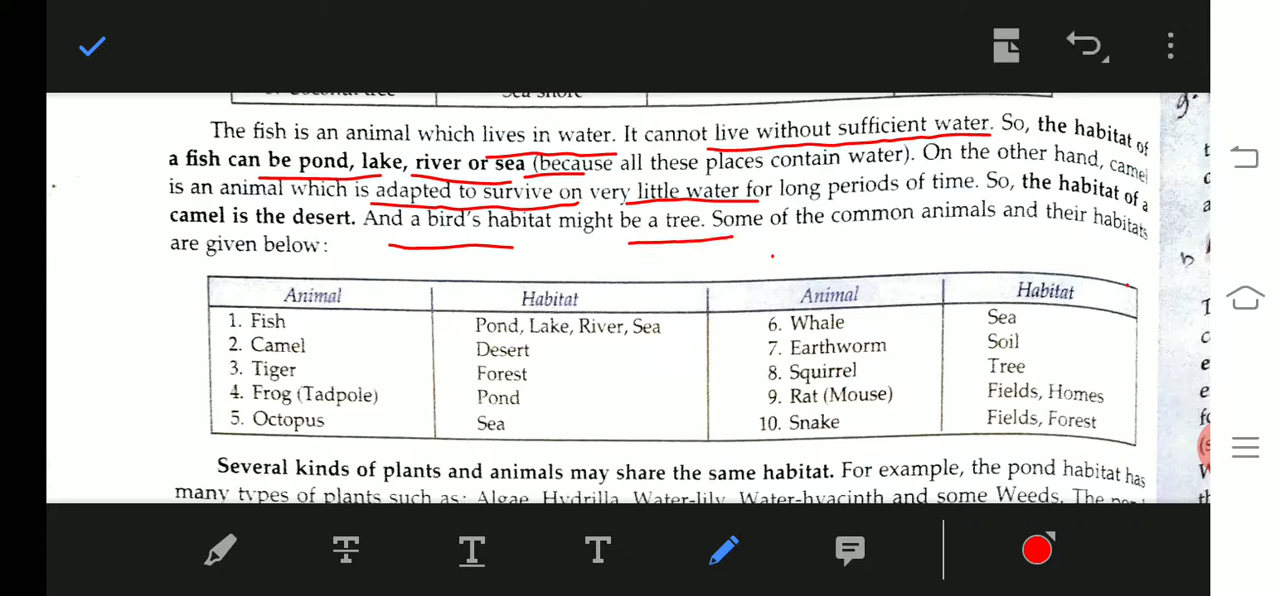 Coconut tree Sea shore
The fish is an animal which lives in water. It cannot live without sufficient water. So, the habitat of
a fish can be pond, lake, river or sea (because all these places contain water). On the other hand, camel
is an animal which is adapted to survive on very little water for long periods of time. So, the habitat of a
camel is the desert. And a bird's habitat might be a tree. Some of the common animals and their habitats
are given below:
Animal Habitat Animal Habitat
1. Fish Pond, Lake, River, Sea 6. Whale Sea
2. Camel Desert 7. Earthworm Soil
3. Tiger Forest 8. Squirrel Tree
4. Frog (Tadpole) Pond 9. Rat (Mouse) Fields, Homes
5. Octopus Sea 10. Snake Fields, Forest
Several kinds of plants and animals may share the same habitat. For example, the pond habitat has
many types of plants such as: Algae, Hydrilla, Water-lily, Water-hyacinth and some Weeds. The
T T T